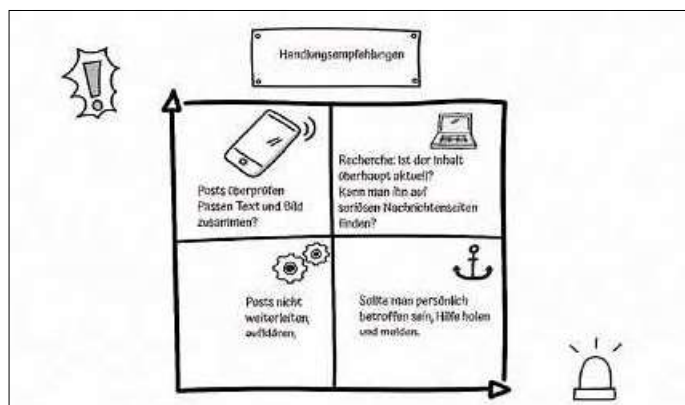 Handlungsempfehlungen
Posts überprüfen
Passen Text und Bild
zusammen?
Recherche: Ist der Inhalt
überhaupt aktuell?
Kann man ihn auf
seriösen Nachrichtenseiten
finden?
Posts nicht
weiterleiten,
aufklären,
Sollte man persönlich
betroffen sein, Hilfe holen
und melden.